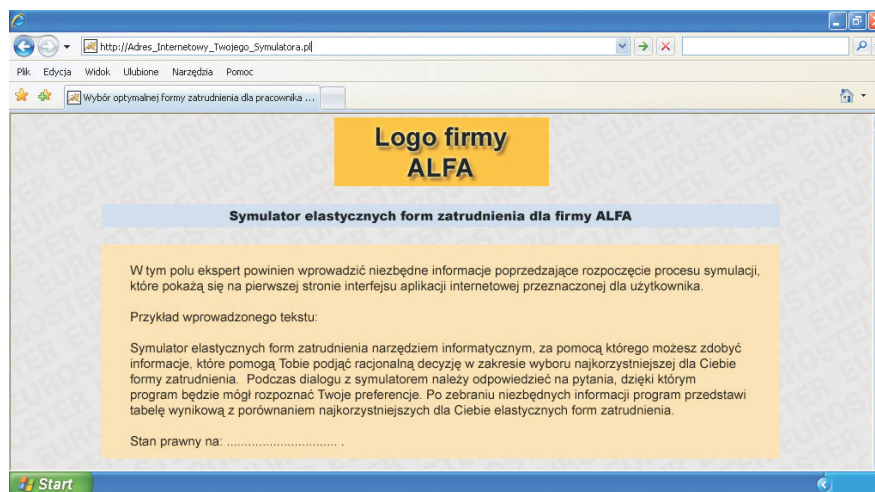 http://Adres_Internetowy_Twojego_Symulatora.pl
Plik Edycja Widok Ulubione Narzędzia Pomoc
Wybór optymalnej formy zatrudnienia dla pracownika ...
Logo firmy
ALFA
Symulator elastycznych form zatrudnienia dla firmy ALFA
W tym polu ekspert powinien wprowadzić niezbędne informacje poprzedzające rozpoczęcie procesu symulacji,
które pokażą się na pierwszej stronie interfejsu aplikacji internetowej przeznaczonej dla użytkownika.
Przykład wprowadzonego tekstu:
Symulator elastycznych form zatrudnienia narzędziem informatycznym, za pomocą którego możesz zdobyć
informacje, które pomogą Tobie podjąć racjonalną decyzję w zakresie wyboru najkorzystniejszej dla Ciebie
formy zatrudnienia. Podczas dialogu z symulatorem należy odpowiedzieć na pytania, dzięki którym
program będzie mógł rozpoznać Twoje preferencje. Po zebraniu niezbędnych informacji program przedstawi
tabelę wynikową z porównaniem najkorzystniejszych dla Ciebie elastycznych form zatrudnienia.
Stan prawny na: ............................... .
Start